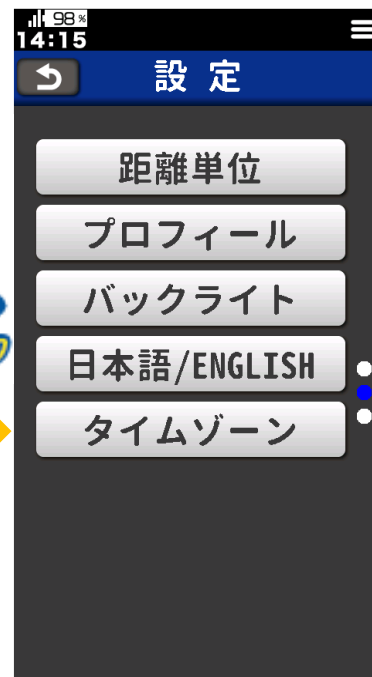 98%
14:15
設定
距離単位
プロフィール
バックライト
日本語/ENGLISH
タイムゾーン